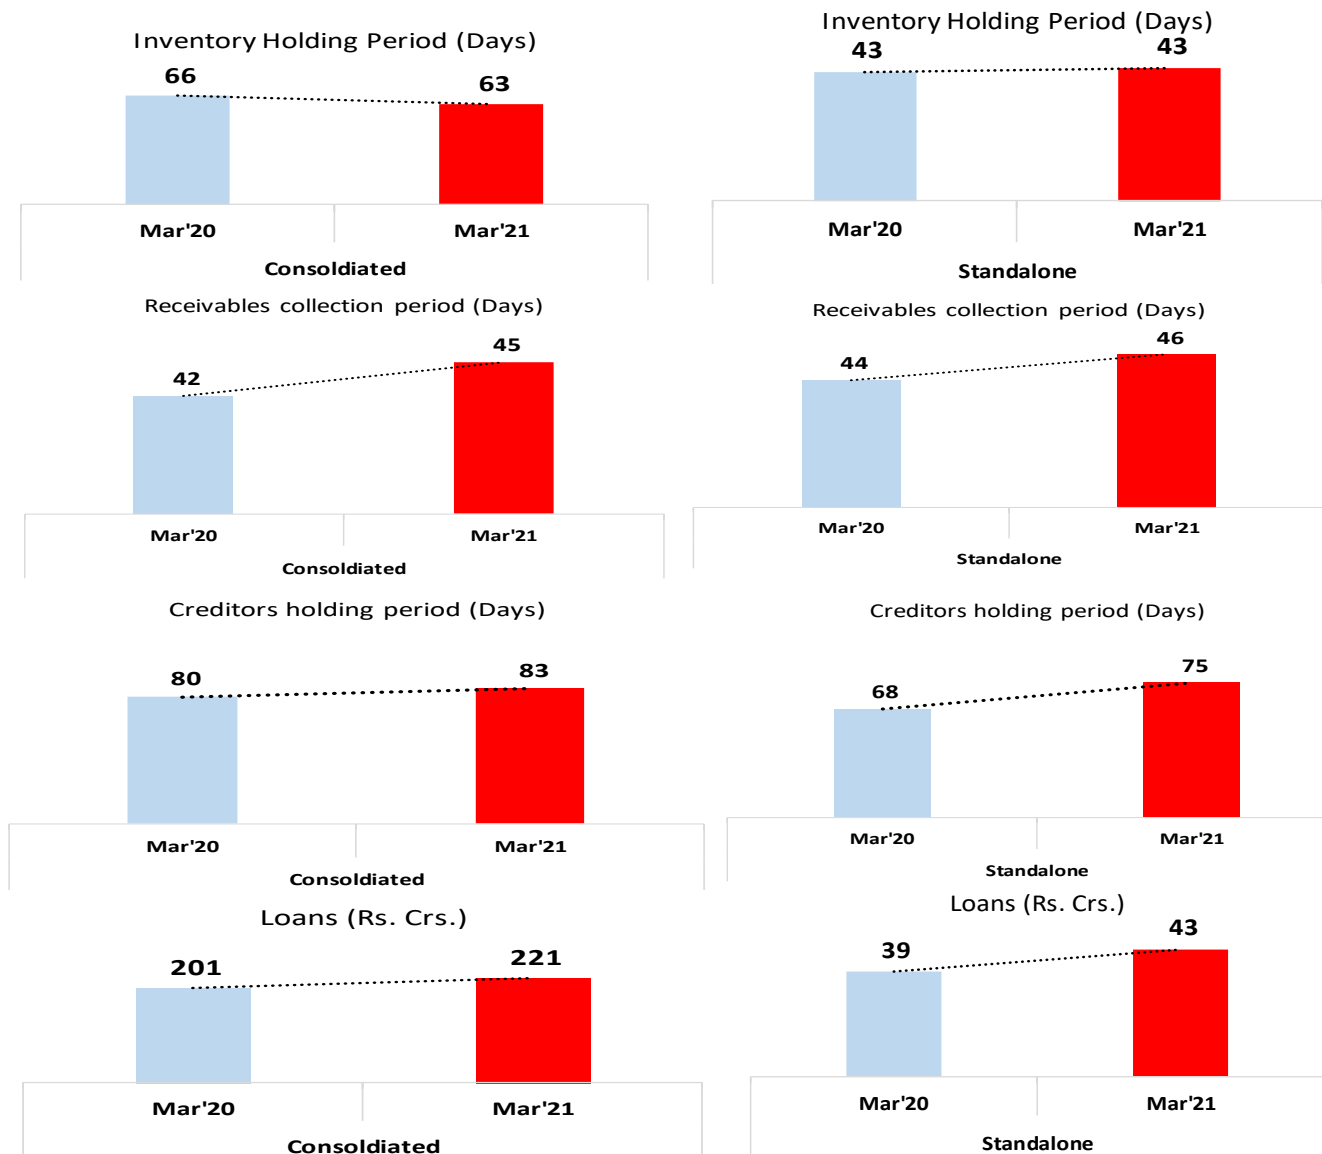 Inventory Holding Period (Days)
66
63
Mar'20
Mar'21
Consoldiated
Inventory Holding Period (Days)
43
43
Mar'20
Mar'21
Standalone
Receivables collection period (Days)
42
45
Mar'20
Mar'21
Consoldiated
Receivables collection period (Days)
44
46
Mar'20
Mar'21
Standalone
Creditors holding period (Days)
80
83
Mar'20
Mar'21
Consoldiated
Creditors holding period (Days)
68
75
Mar'20
Mar'21
Standalone
Loans (Rs. Crs.)
201
221
Mar'20
Mar'21
Consoldiated
Loans (Rs. Crs.)
39
43
Mar'20
Mar'21
Standalone